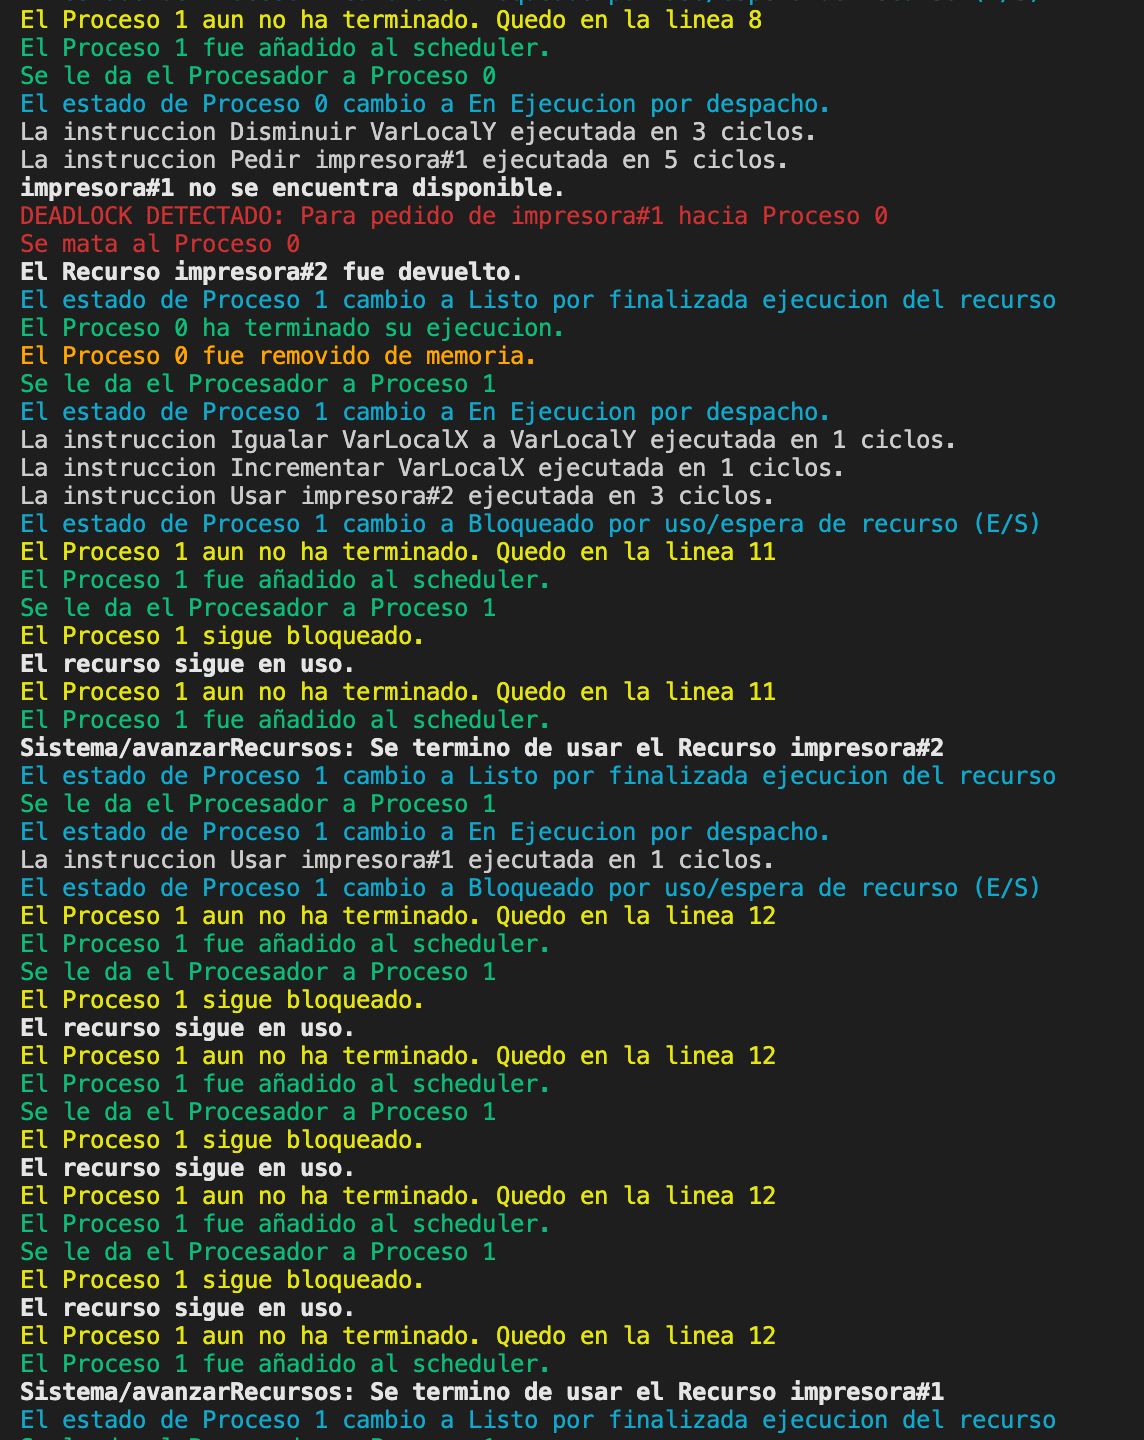 El Proceso 1 aun no ha terminado. Quedo en la linea 8
El Proceso 1 fue añadido al scheduler.
Se le da el Procesador a Proceso 0
El estado de Proceso 0 cambio a En Ejecucion por despacho.
La instruccion Disminuir VarLocalY ejecutada en 3 ciclos.
La instruccion Pedir impresora#1 ejecutada en 5 ciclos.
impresora#1 no se encuentra disponible.
DEADLOCK DETECTADO: Para pedido de impresora#1 hacia Proceso 0
Se mata al Proceso 0
El Recurso impresora#2 fue devuelto.
El estado de Proceso 1 cambio a Listo por finalizada ejecucion del recurso
El Proceso 0 ha terminado su ejecucion.
El Proceso 0 fue removido de memoria.
Se le da el Procesador a Proceso 1
El estado de Proceso 1 cambio a En Ejecucion por despacho.
La instruccion Igualar VarLocalX a VarLocalY ejecutada en 1 ciclos.
La instruccion Incrementar VarLocalX ejecutada en 1 ciclos.
La instruccion Usar impresora#2 ejecutada en 3 ciclos.
El estado de Proceso 1 cambio a Bloqueado por uso/espera de recurso (E/S)
El Proceso 1 aun no ha terminado. Quedo en la linea 11
El Proceso 1 fue añadido al scheduler.
Se le da el Procesador a Proceso 1
El Proceso 1 sigue bloqueado.
El recurso sigue en uso.
El Proceso 1 aun no ha terminado. Quedo en la linea 11
El Proceso 1 fue añadido al scheduler.
Sistema/avanzarRecursos: Se termino de usar el Recurso impresora#2
El estado de Proceso 1 cambio a Listo por finalizada ejecucion del recurso
Se le da el Procesador a Proceso 1
El estado de Proceso 1 cambio a En Ejecucion por despacho.
La instruccion Usar impresora#1 ejecutada en 1 ciclos.
El estado de Proceso 1 cambio a Bloqueado por uso/espera de recurso (E/S)
El Proceso 1 aun no ha terminado. Quedo en la linea 12
El Proceso 1 fue añadido al scheduler.
Se le da el Procesador a Proceso 1
El Proceso 1 sigue bloqueado.
El recurso sigue en uso.
El Proceso 1 aun no ha terminado. Quedo en la linea 12
El Proceso 1 fue añadido al scheduler.
Se le da el Procesador a Proceso 1
El Proceso 1 sigue bloqueado.
El recurso sigue en uso.
El Proceso 1 aun no ha terminado. Quedo en la linea 12
El Proceso 1 fue añadido al scheduler.
Se le da el Procesador a Proceso 1
El Proceso 1 sigue bloqueado.
El recurso sigue en uso.
El Proceso 1 aun no ha terminado. Quedo en la linea 12
El Proceso 1 fue añadido al scheduler.
Sistema/avanzarRecursos: Se termino de usar el Recurso impresora#1
El estado de Proceso 1 cambio a Listo por finalizada ejecucion del recurso